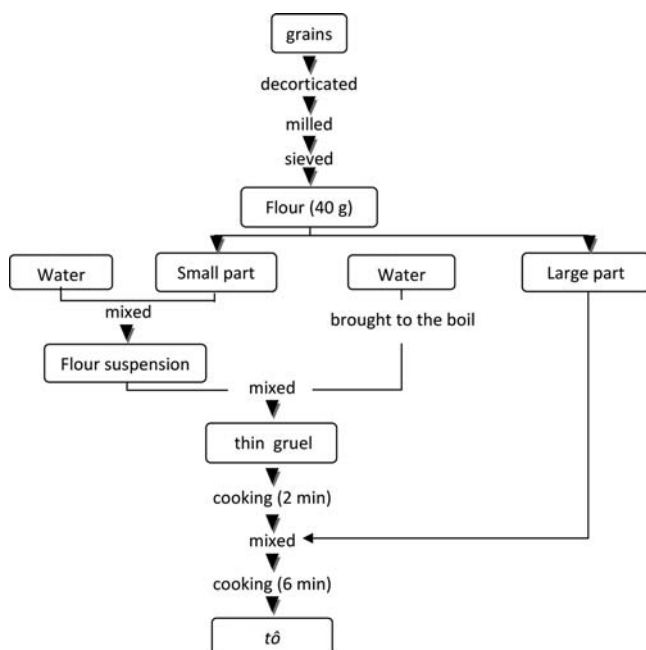 grains
decorticated
milled
sieved
Flour (40 g)
Water
Small part
Water
Large part
mixed
brought to the boil
Flour suspension
mixed
thin gruel
cooking (2 min)
mixed
cooking (6 min)
tô